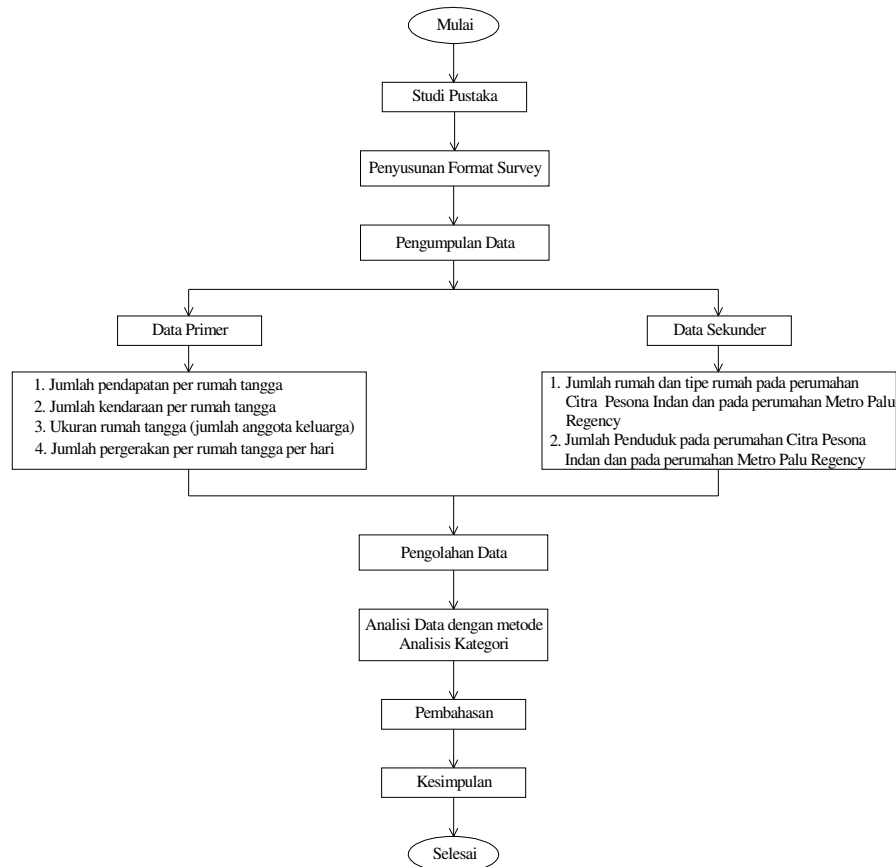 Mulai
Studi Pustaka
Penyusunan Format Survey
Pengumpulan Data
Data Primer
1. Jumlah pendapatan per rumah tangga
2. Jumlah kendaraan per rumah tangga
3. Ukuran rumah tangga (jumlah anggota keluarga)
4. Jumlah pergerakan per rumah tangga per hari
Data Sekunder
1. Jumlah rumah dan tipe rumah pada perumahan
Citra Pesona Indan dan pada perumahan Metro Palu
Regency
2. Jumlah Penduduk pada perumahan Citra Pesona
Indan dan pada perumahan Metro Palu Regency
Pengolahan Data
Analisi Data dengan metode
Analisis Kategori
Pembahasan
Kesimpulan
Selesai